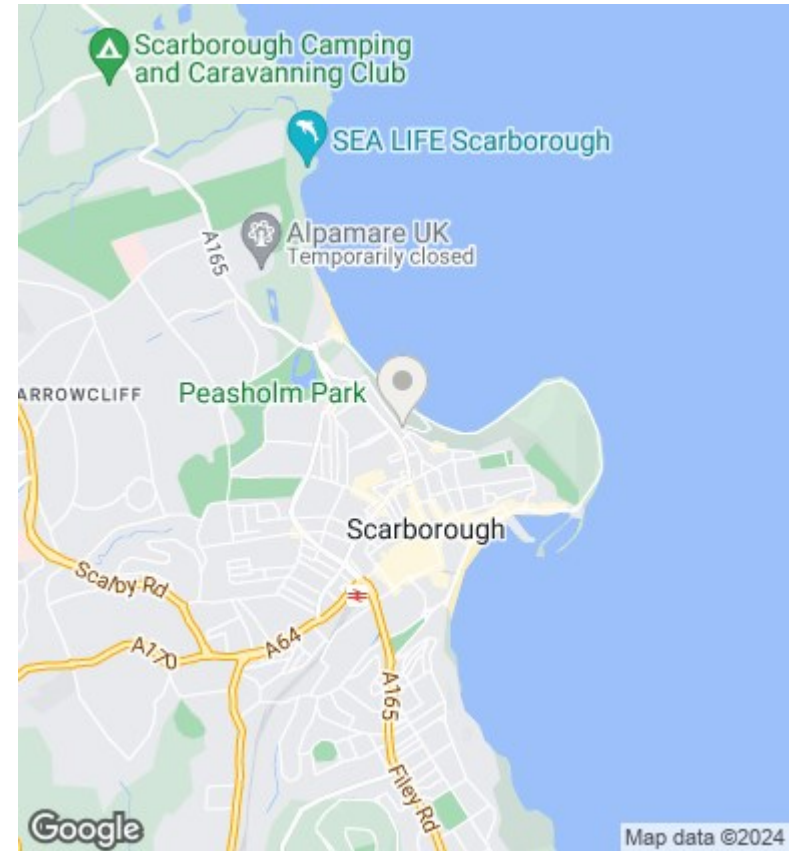 Scarborough Camping
and Caravanning Club
SEA LIFE Scarborough
Alpamare UK
Temporarily closed
A165
Peasholm Park
ARROWCLIFF
Scarborough
Scalby Rd
A64
A170
A165
Filey Rd
Google
Map data ©2024